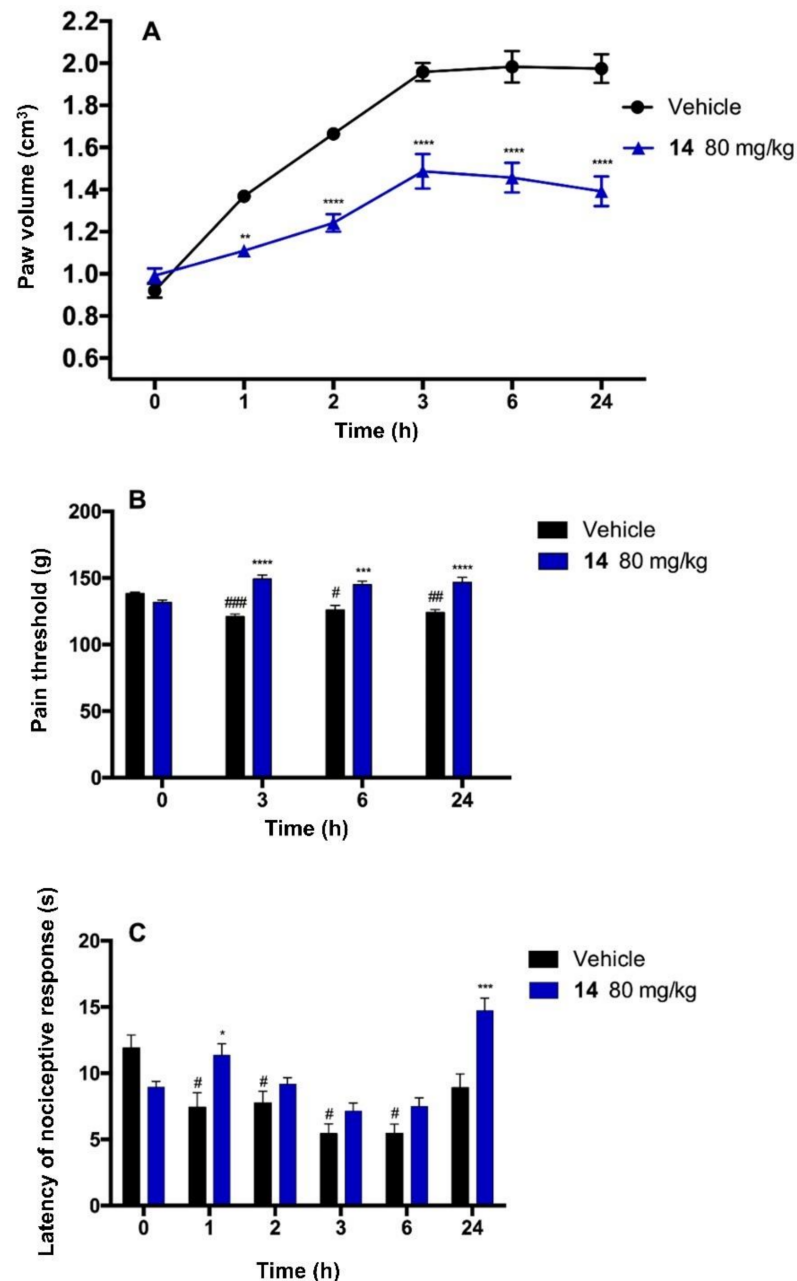 A
Paw volume (cm³)
2.2
2.0
1.8
1.6
1.4
1.2
1.0
0.8
0.6
**
****
****
****
****
0 1 2 3 6 24
Time (h)
Vehicle
14 80 mg/kg
B
Pain threshold (g)
200
150
100
50
0
###
****
#
***
##
****
0 3 6 24
Time (h)
Vehicle
14 80 mg/kg
C
Latency of nociceptive response (s)
20
15
10
5
0
#
*
#
#
#
***
0 1 2 3 6 24
Time (h)
Vehicle
14 80 mg/kg